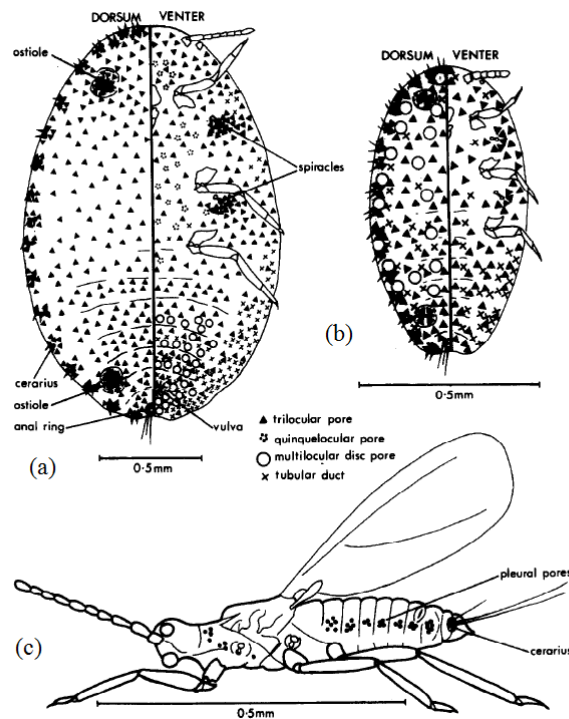 DORSUM VENTER
ostiole
spiracles
cerarius
ostiole
anal ring
vulva
(a)
0·5mm
DORSUM VENTER
(b)
0·5mm
trilocular pore
quinquelocular pore
multilocular disc pore
× tubular duct
pleural pores
cerarius
(c)
0·5mm